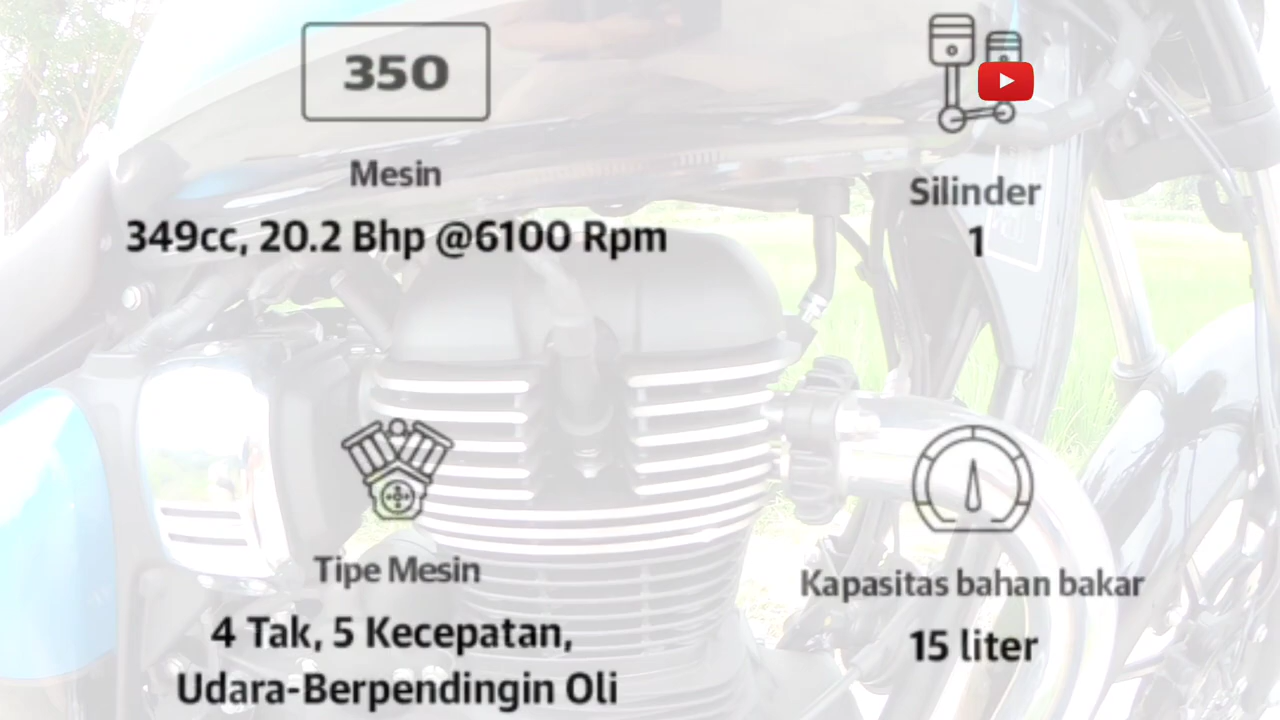 350
Mesin
349cc, 20.2 Bhp @6100 Rpm
Silinder
1
Tipe Mesin
4 Tak, 5 Kecepatan,
Udara-Berpendingin Oli
Kapasitas bahan bakar
15 liter